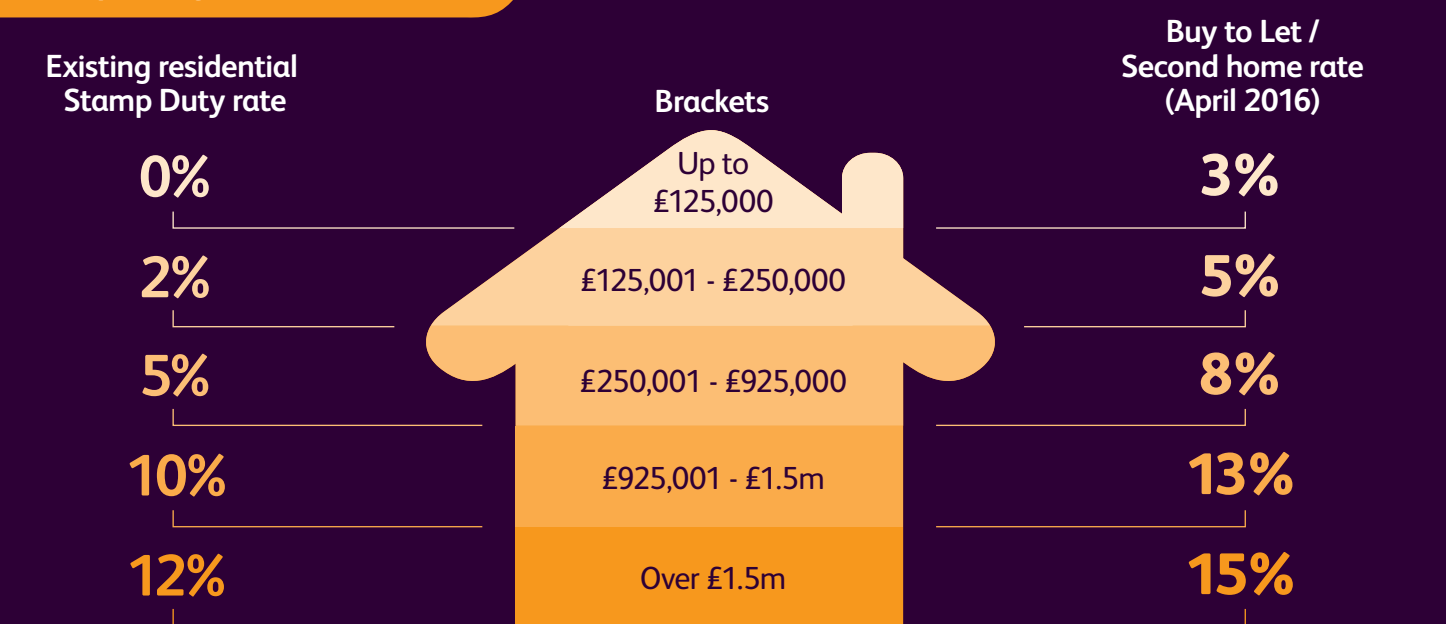 Existing residential
Stamp Duty rate
Brackets
Buy to Let /
Second home rate
(April 2016)
0%
Up to
£125,000
3%
2%
£125,001 - £250,000
5%
5%
£250,001 - £925,000
8%
10%
£925,001 - £1.5m
13%
12%
Over £1.5m
15%